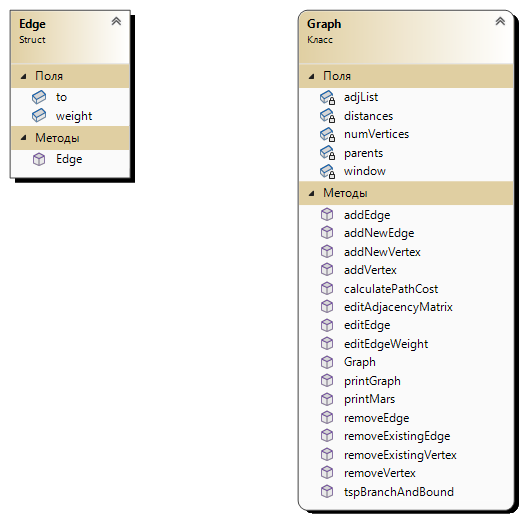 Edge
Struct
Поля
to
weight
Методы
Edge
Graph
Класс
Поля
adjList
distances
numVertices
parents
window
Методы
addEdge
addNewEdge
addNewVertex
addVertex
calculatePathCost
editAdjacencyMatrix
editEdge
editEdgeWeight
Graph
printGraph
printMars
removeEdge
removeExistingEdge
removeExistingVertex
removeVertex
tspBranchAndBound